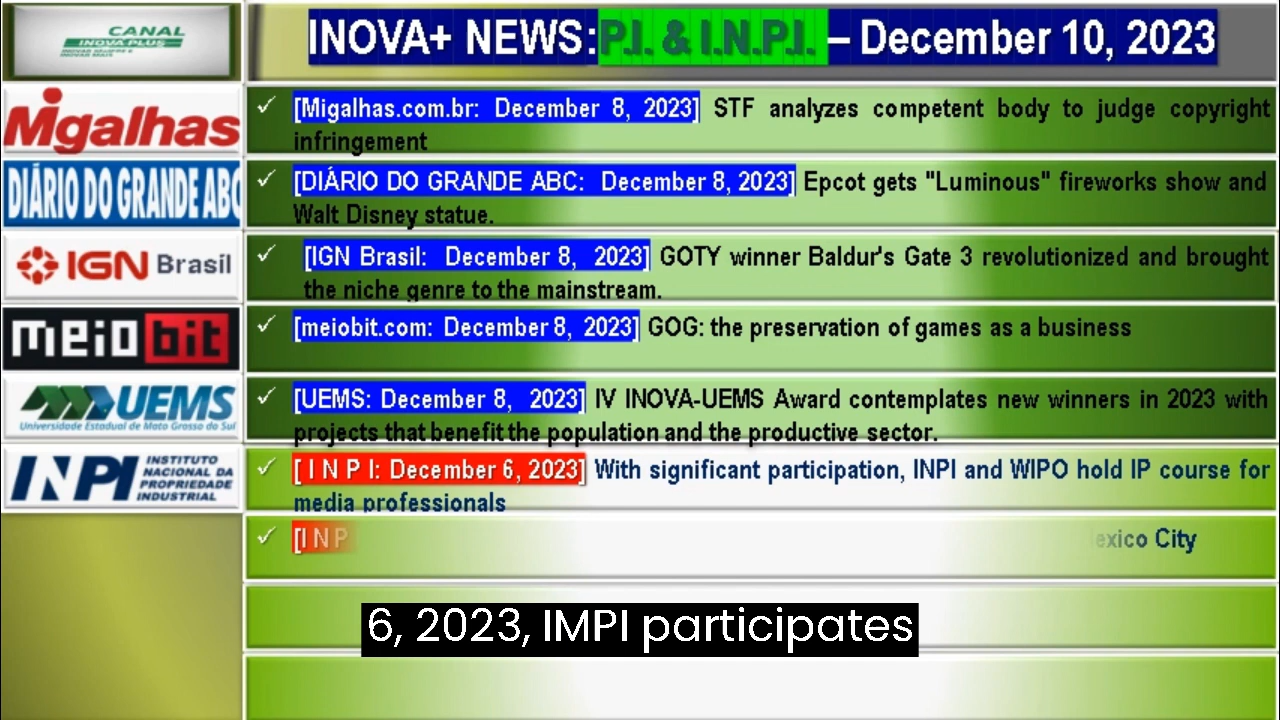 CANAL
INOVA PLUS
INOVA+ NEWS:P.I. & I.N.P.I. – December 10, 2023
Migalhas
[Migalhas.com.br: December 8, 2023] STF analyzes competent body to judge copyright
infringement
DIÁRIO DO GRANDE ABC
[DIÁRIO DO GRANDE ABC: December 8, 2023] Epcot gets "Luminous" fireworks show and
Walt Disney statue.
IGN Brasil
[IGN Brasil: December 8, 2023] GOTY winner Baldur's Gate 3 revolutionized and brought
the niche genre to the mainstream.
meiobit
[meiobit.com: December 8, 2023] GOG: the preservation of games as a business
UEMS
Universidade Estadual de Mato Grosso do Sul
[UEMS: December 8, 2023] IV INOVA-UEMS Award contemplates new winners in 2023 with
projects that benefit the population and the productive sector.
INPI
INSTITUTO
NACIONAL DA
PROPRIEDADE
INDUSTRIAL
[ I N P I: December 6, 2023] With significant participation, INPI and WIPO hold IP course for
media professionals
[I N P exico City
6, 2023, IMPI participates